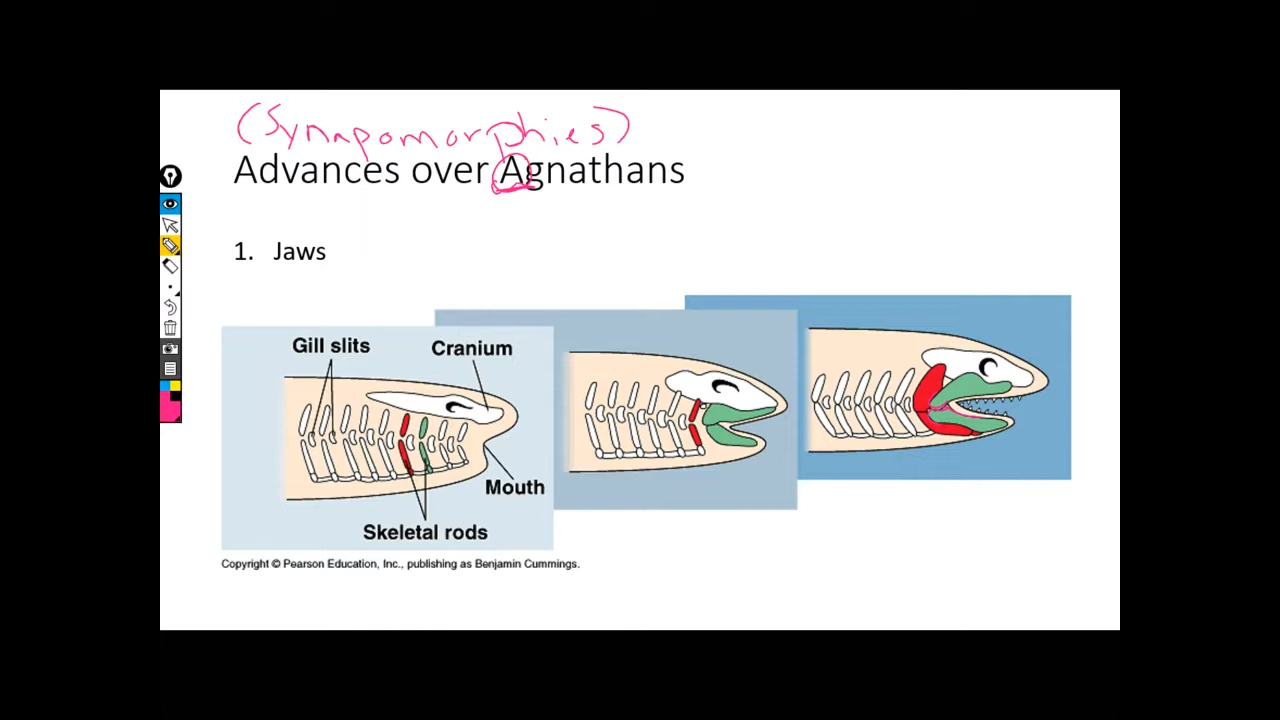 (Synapomorphies)
Advances over Agnathans
1. Jaws
Gill slits
Cranium
Mouth
Skeletal rods
Copyright © Pearson Education, Inc., publishing as Benjamin Cummings.